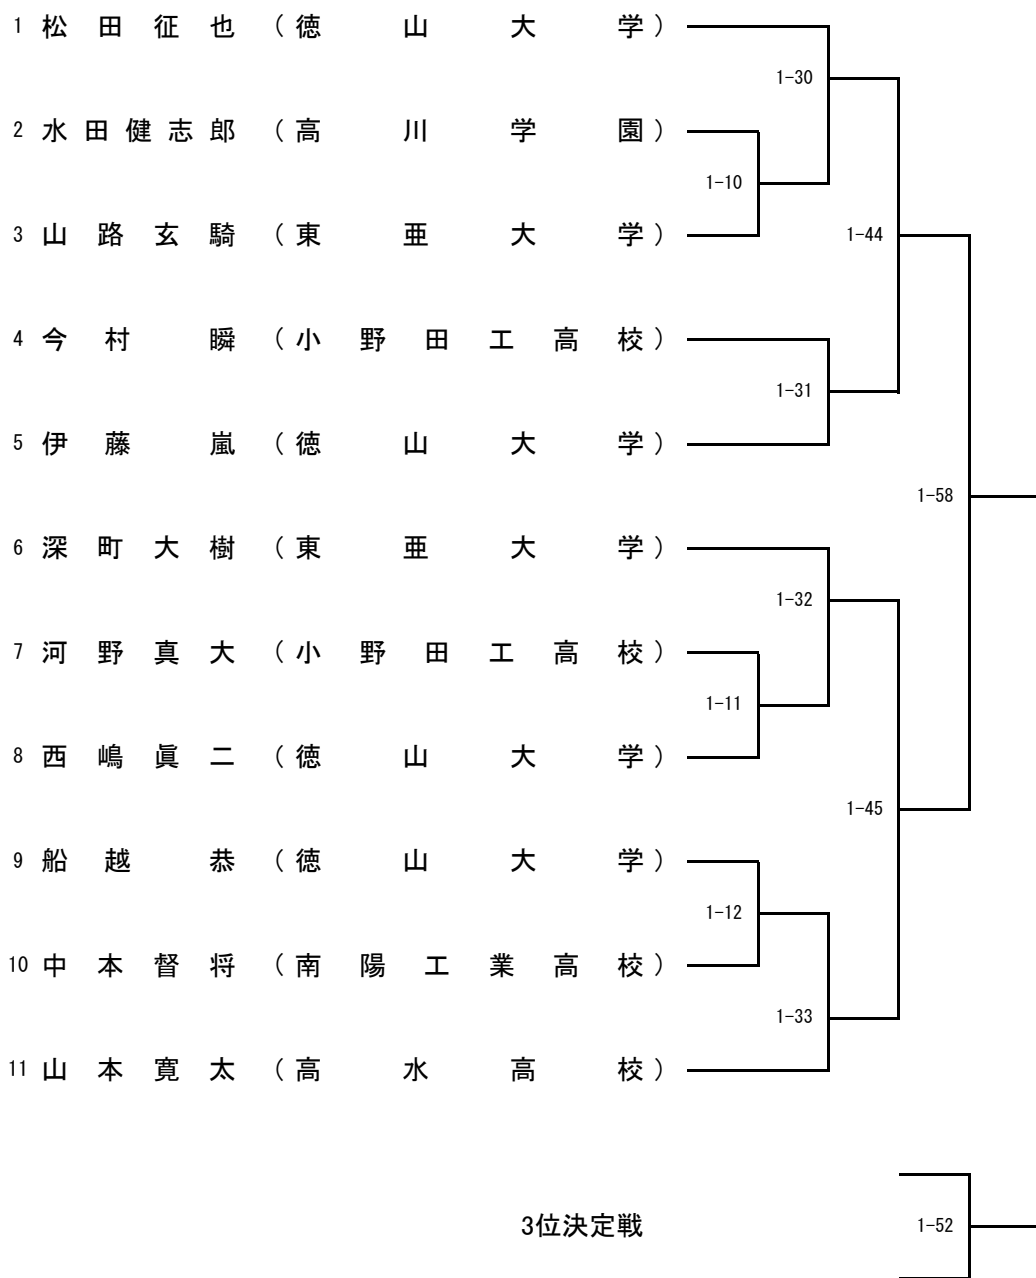 1 松田征也 (徳山大学)
1-30
2 水田健志郎 (高川学園)
1-10
3 山路玄騎 (東亜大学)
1-44
4 今村瞬 (小野田工高校)
1-31
5 伊藤嵐 (徳山大学)
1-58
6 深町大樹 (東亜大学)
1-32
7 河野真大 (小野田工高校)
1-11
8 西嶋眞二 (徳山大学)
1-45
9 船越恭 (徳山大学)
1-12
10 中本督将 (南陽工業高校)
1-33
11 山本寛太 (高水高校)
3位決定戦 1-52